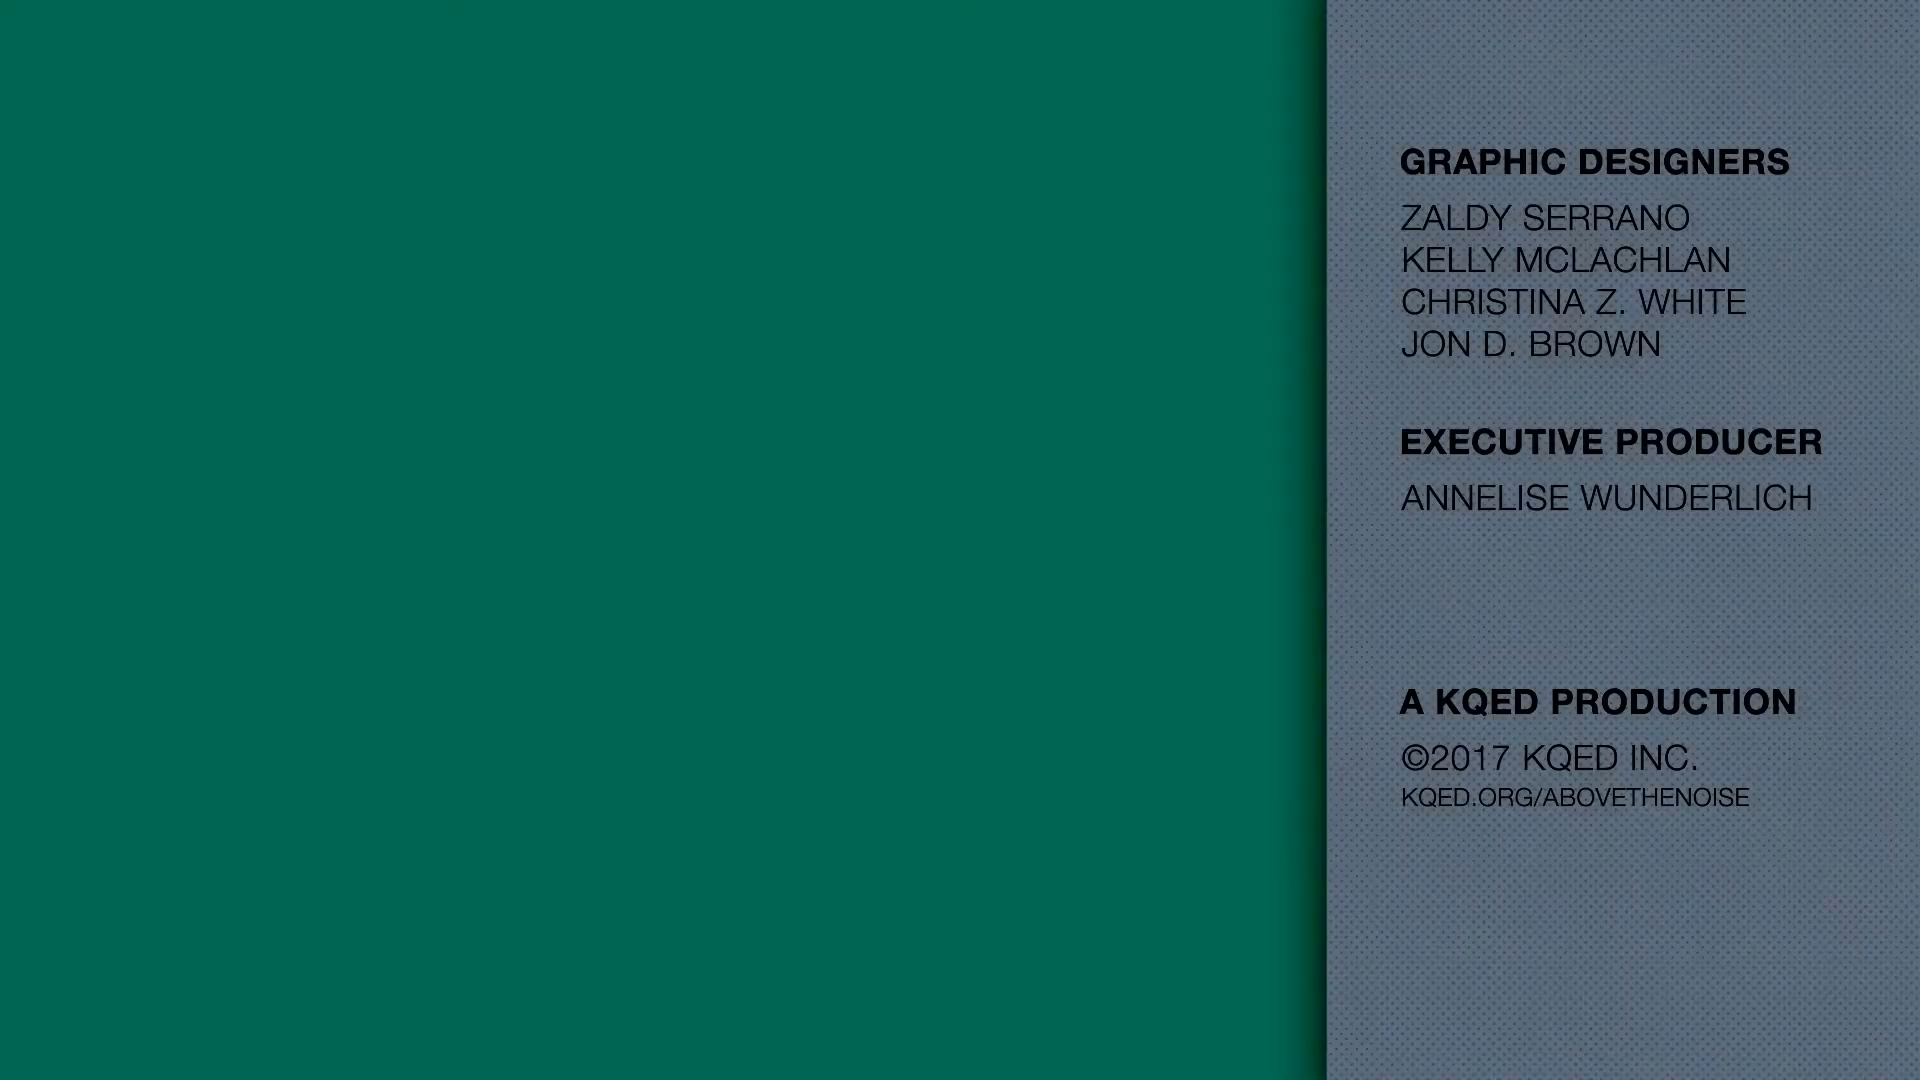 GRAPHIC DESIGNERS
ZALDY SERRANO
KELLY MCLACHLAN
CHRISTINA Z. WHITE
JON D. BROWN
EXECUTIVE PRODUCER
ANNELISE WUNDERLICH
A KQED PRODUCTION
©2017 KQED INC.
KQED.ORG/ABOVETHENOISE